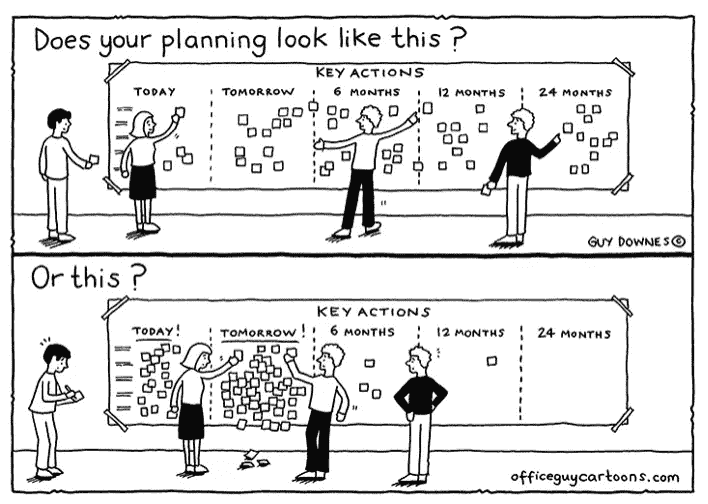 Does your planning look like this ?
KEY ACTIONS
TODAY TOMORROW 6 MONTHS 12 MONTHS 24 MONTHS
GUY DOWNES ©
Or this ?
KEY ACTIONS
TODAY! TOMORROW! 6 MONTHS 12 MONTHS 24 MONTHS
officeguycartoons.com